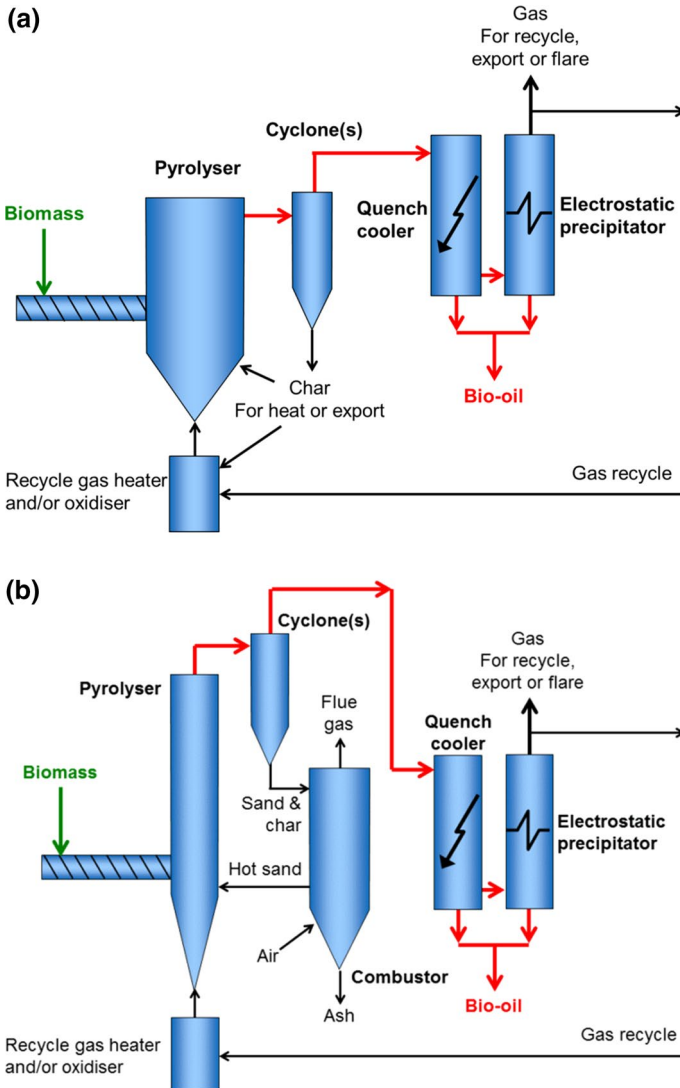 (a)
Gas
For recycle,
export or flare
Cyclone(s)
Pyrolyser
Biomass
Quench
cooler
Electrostatic
precipitator
Char
For heat or export
Bio-oil
Recycle gas heater
and/or oxidiser
Gas recycle
(b)
Cyclone(s)
Gas
For recycle,
export or flare
Pyrolyser
Flue
gas
Quench
cooler
Biomass
Sand &
char
Electrostatic
precipitator
Hot sand
Air
Combustor
Bio-oil
Ash
Recycle gas heater
and/or oxidiser
Gas recycle